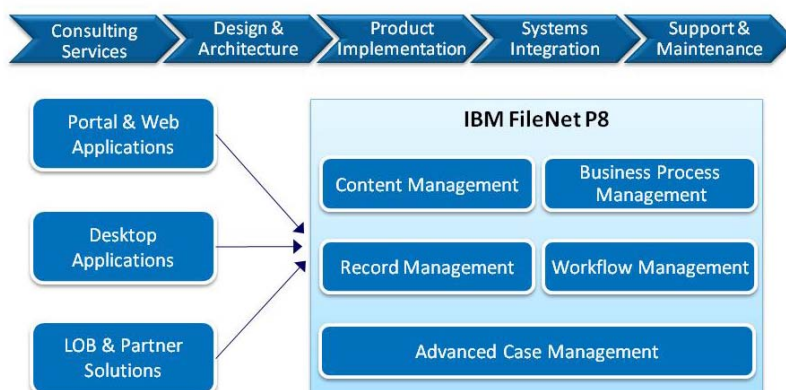 Consulting
Services
Design &
Architecture
Product
Implementation
Systems
Integration
Support &
Maintenance
Portal & Web
Applications
Desktop
Applications
LOB & Partner
Solutions
IBM FileNet P8
Content Management
Business Process
Management
Record Management
Workflow Management
Advanced Case Management